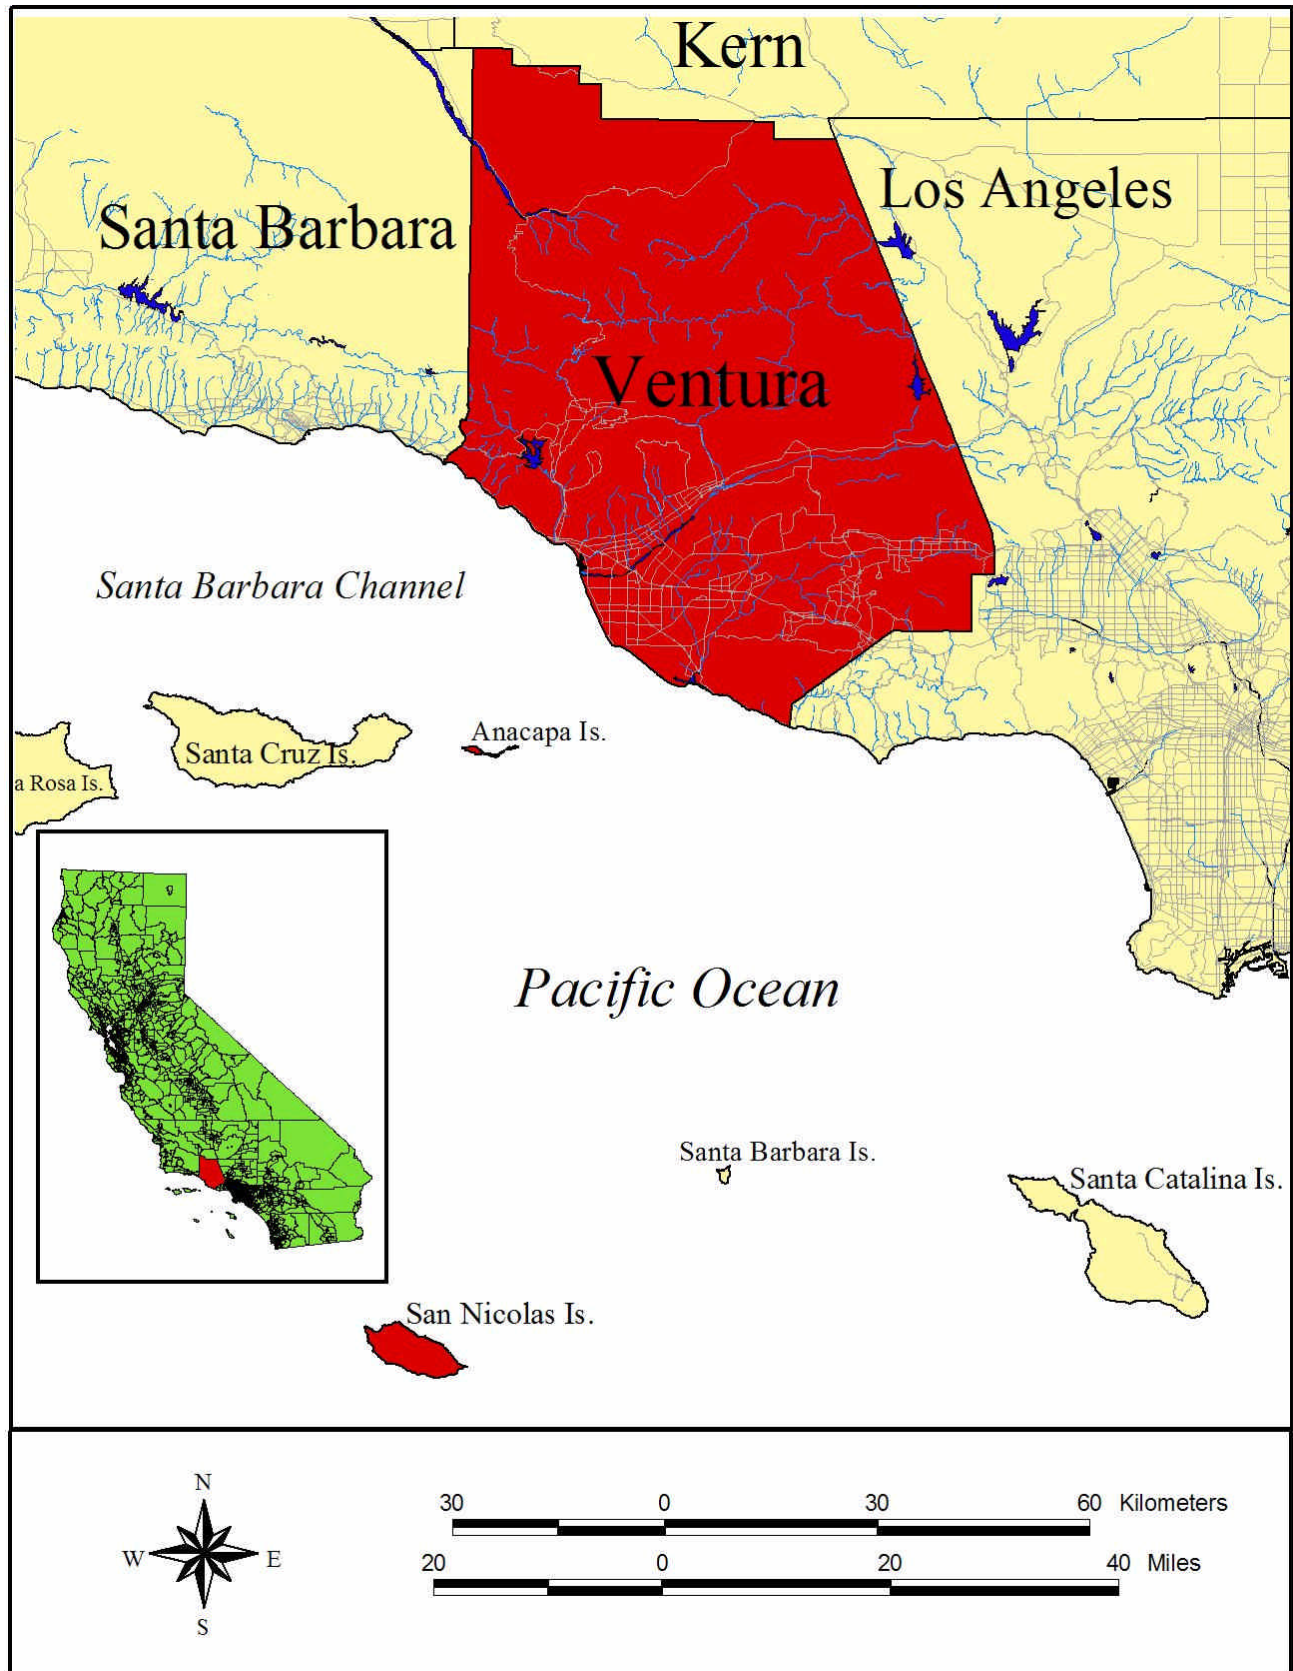 Kern
Los Angeles
Santa Barbara
Ventura
Santa Barbara Channel
Anacapa Is.
Santa Cruz Is.
a Rosa Is.
Pacific Ocean
Santa Barbara Is.
Santa Catalina Is.
San Nicolas Is.
N
W E
S
30 0 30 60 Kilometers
20 0 20 40 Miles